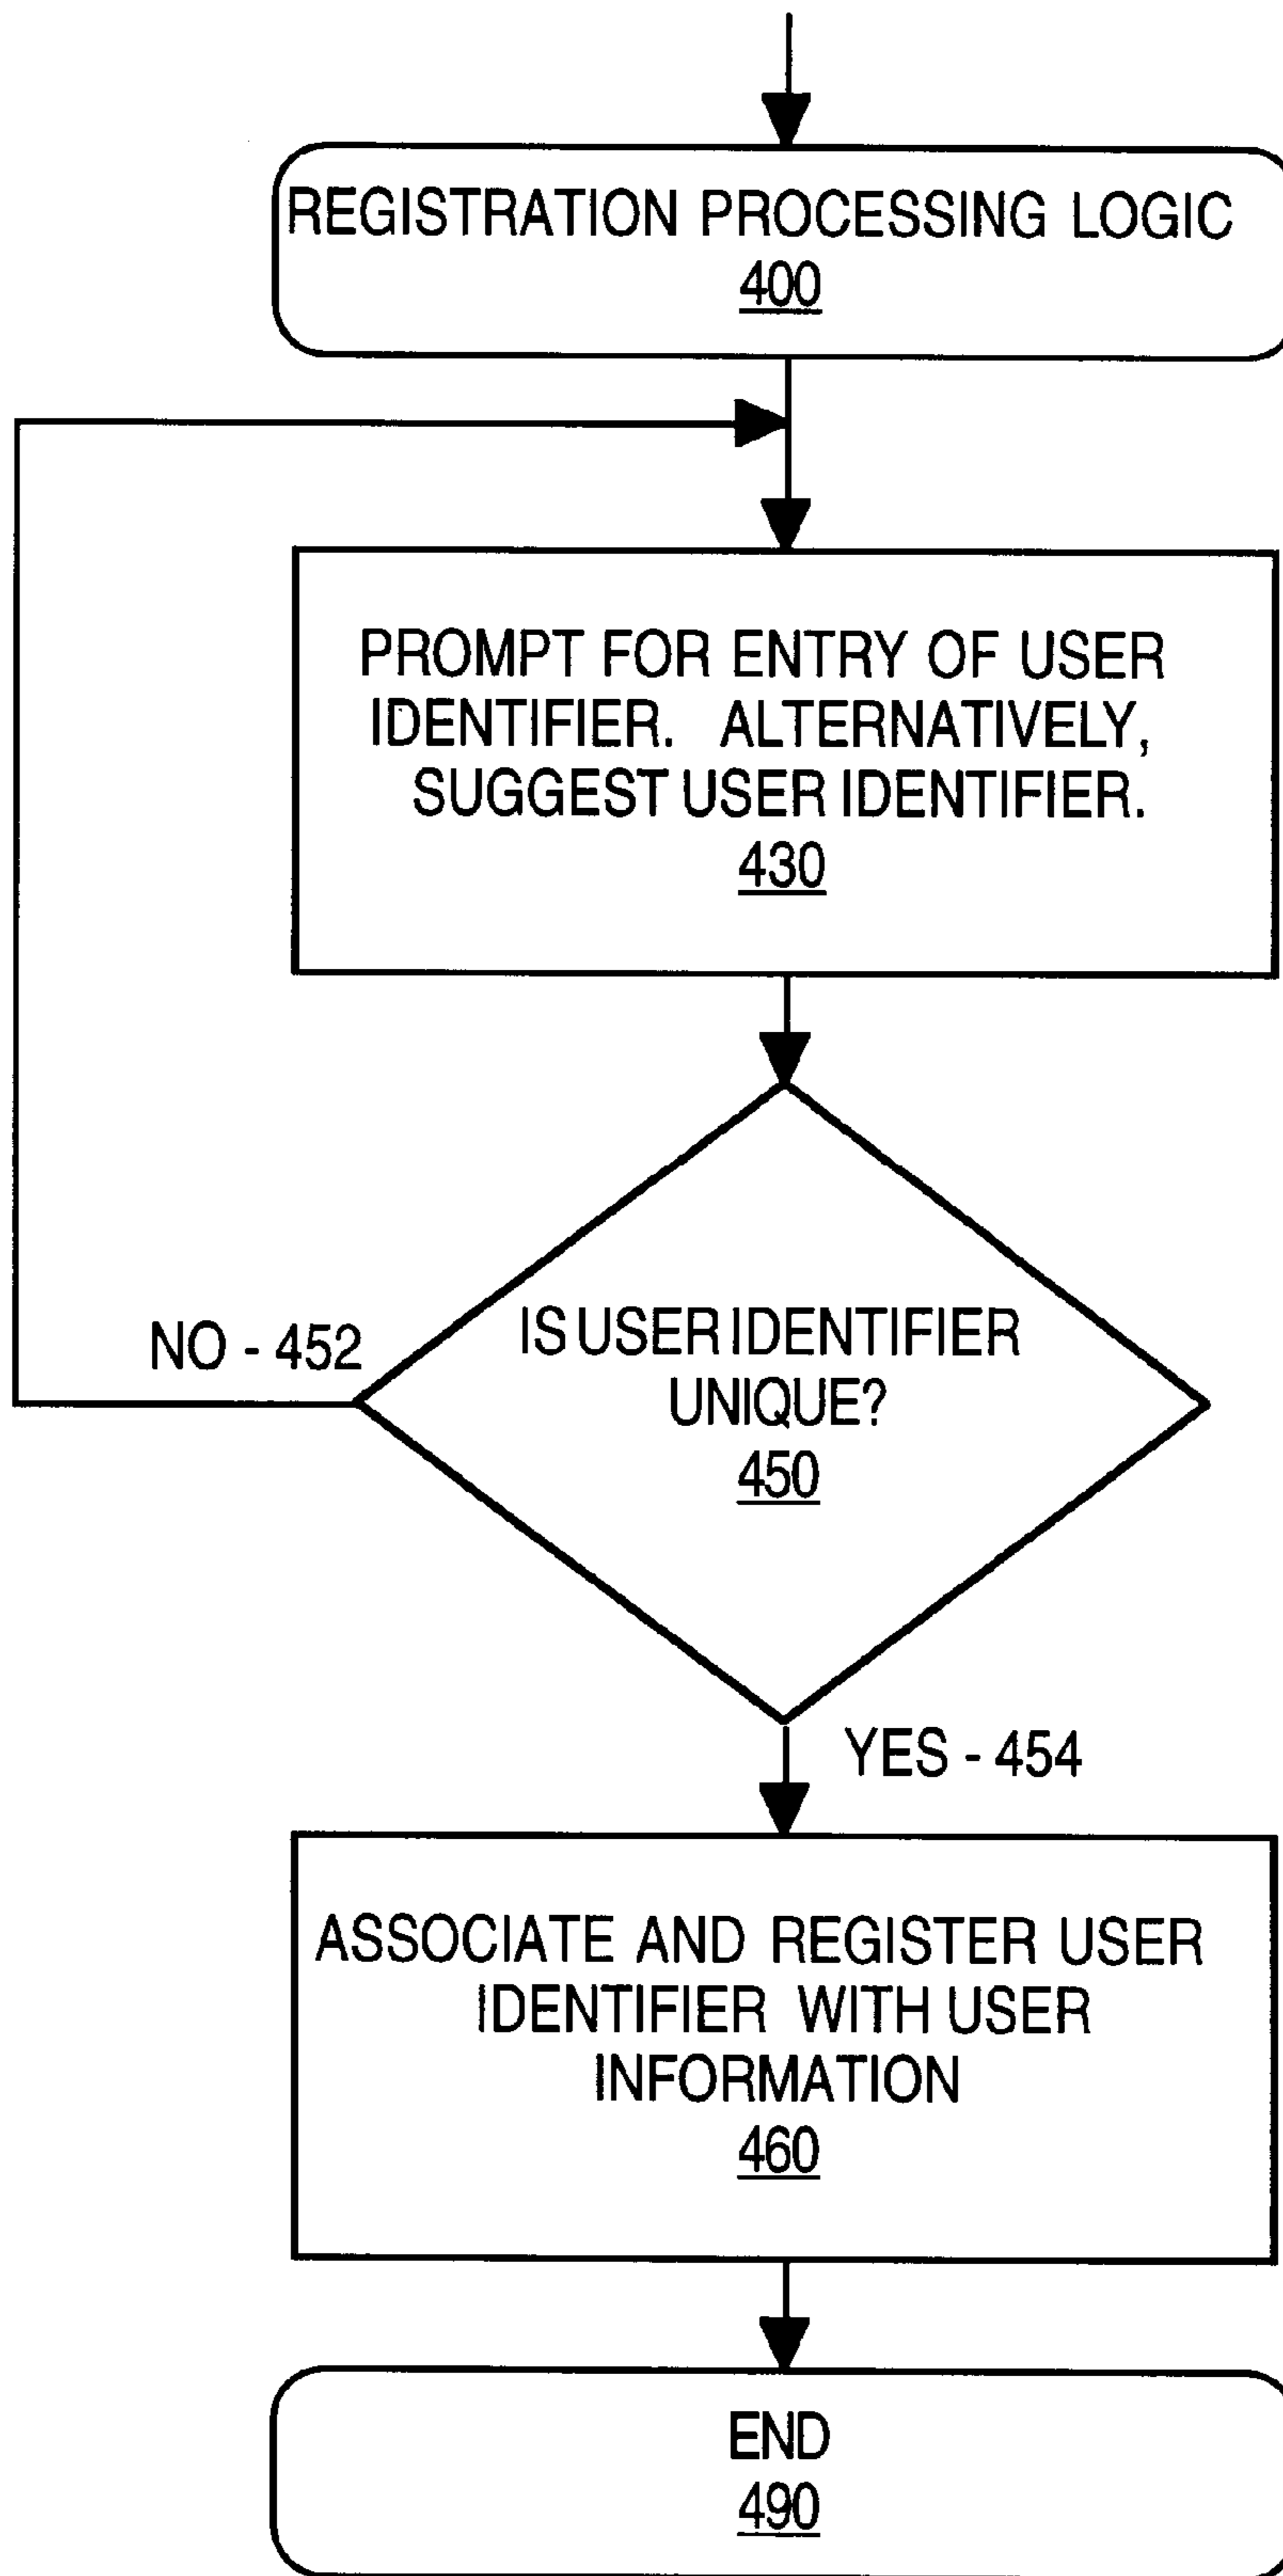 REGISTRATION PROCESSING LOGIC
400
PROMPT FOR ENTRY OF USER
IDENTIFIER. ALTERNATIVELY,
SUGGEST USER IDENTIFIER.
430
IS USER IDENTIFIER
UNIQUE?
450
NO - 452
YES - 454
ASSOCIATE AND REGISTER USER
IDENTIFIER WITH USER
INFORMATION
460
END
490